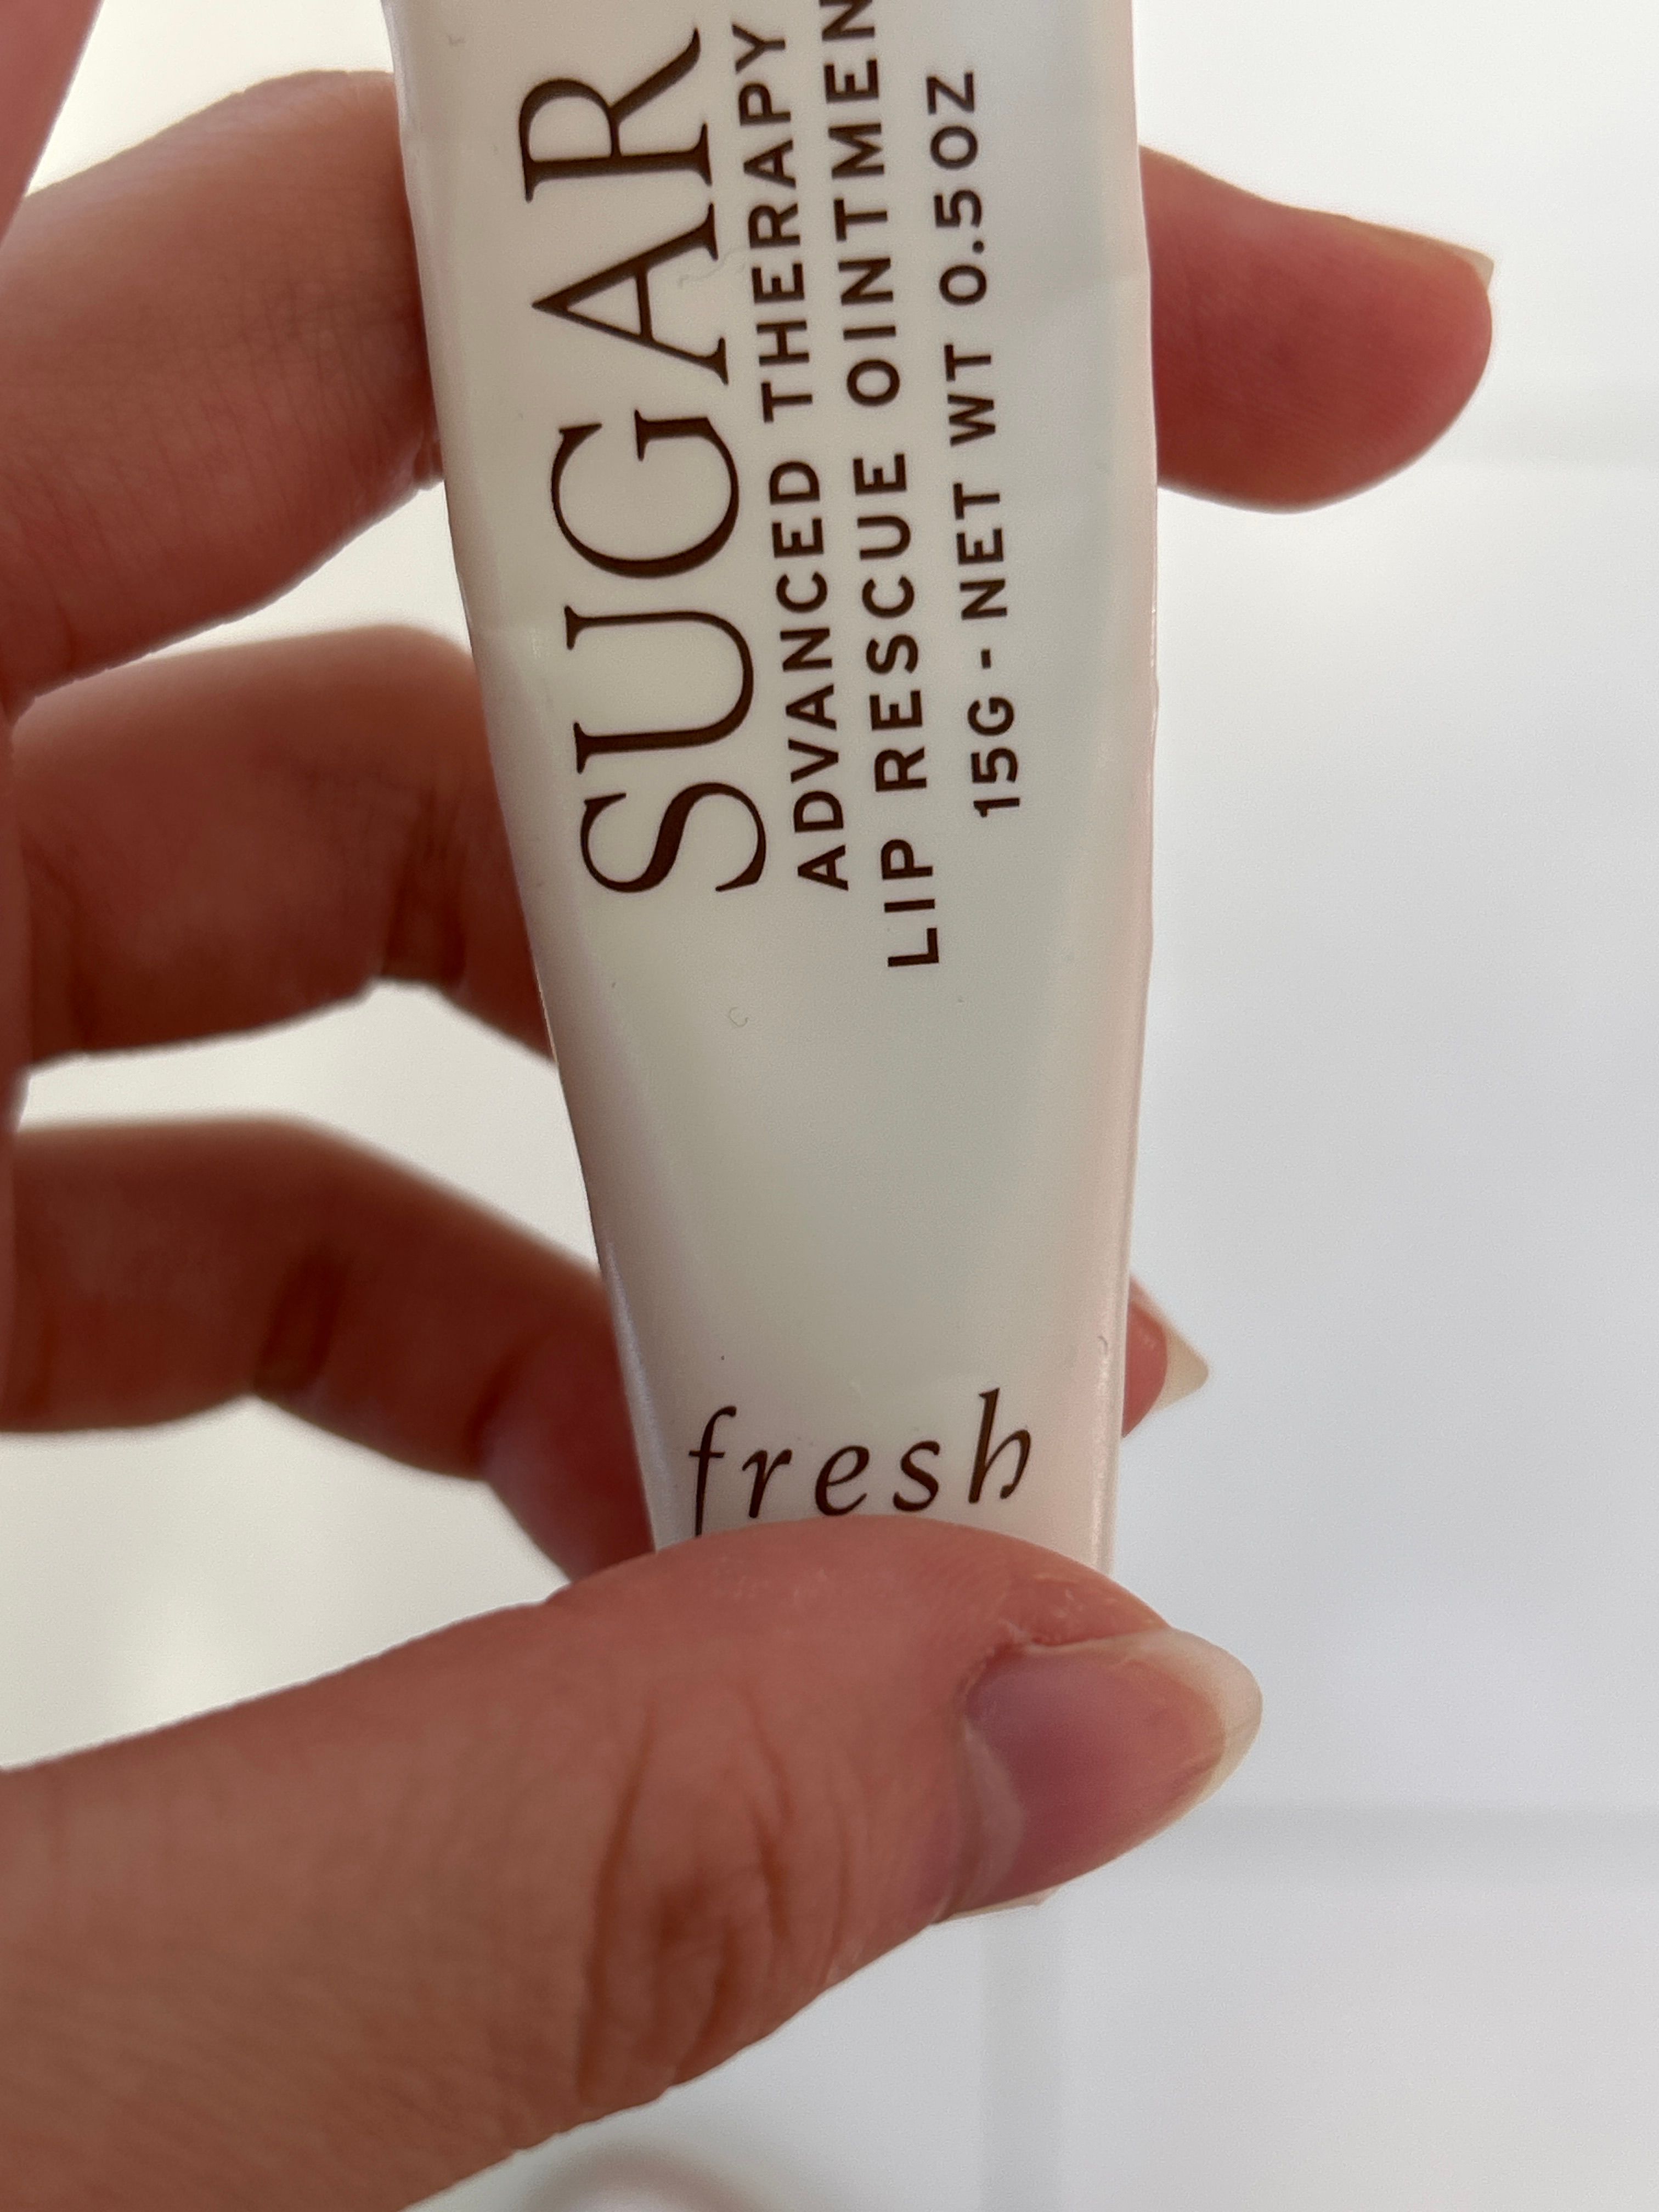 SUGAR
ADVANCED THERAPY
LIP RESCUE OINTMEN
15G - NET WT 0.5OZ
fresh